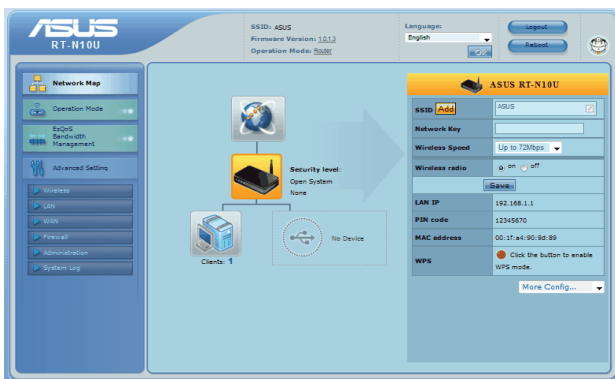 ASUS
RT-N10U
SSID: ASUS
Firmware Version: 1.0.1.3
Operation Mode: Router
Language:
English
OK
Logout
Reboot
Network Map
Operation Mode
EzQoS
Bandwidth
Management
Advanced Setting
Wireless
LAN
WAN
Firewall
Administration
System Log
Security level:
Open System
None
Clients: 1
No Device
ASUS RT-N10U
SSID Add ASUS
Network Key
Wireless Speed Up to 72Mbps
Wireless radio on off
Save
LAN IP 192.168.1.1
PIN code 12345670
MAC address 00:1f:a4:90:9d:89
WPS Click the button to enable
WPS mode.
More Config...